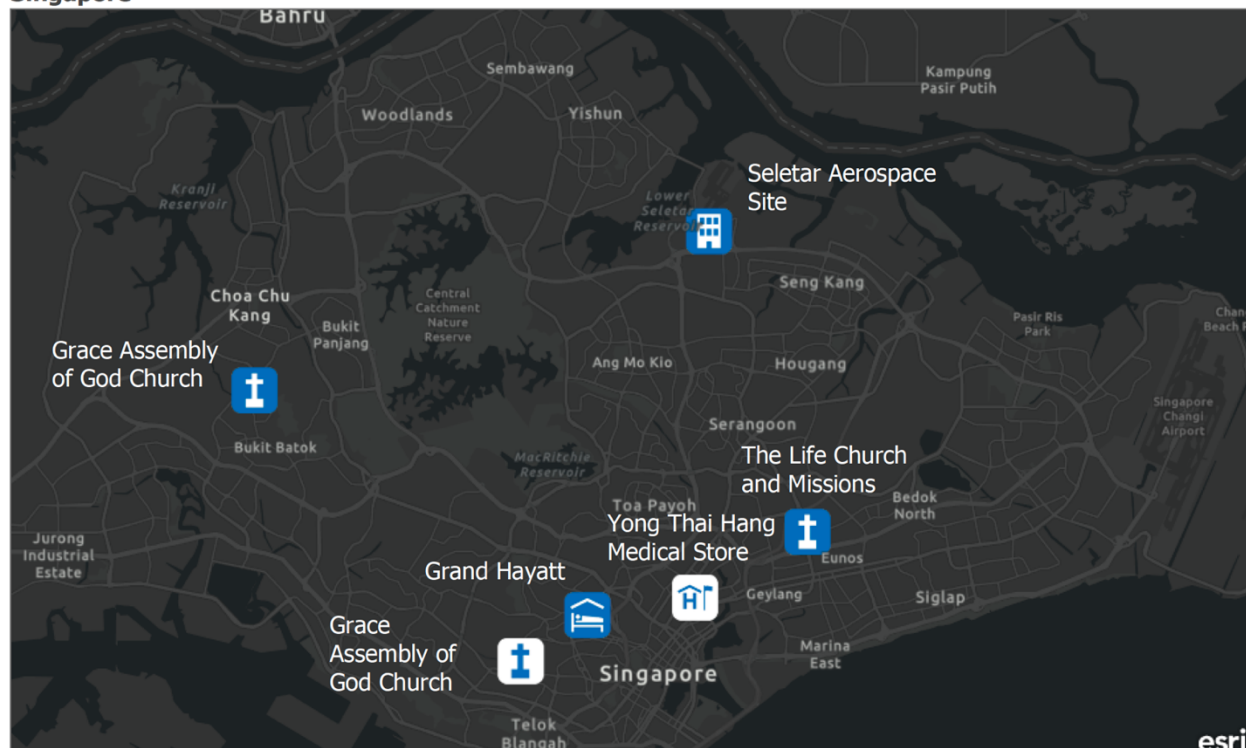 Singapore
Bahru
Sembawang
Kampung
Pasir Putih
Woodlands
Yishun
Seletar Aerospace
Site
Kranji
Reservoir
Lower
Seletar
Reservoir
Seng Kang
Choa Chu
Kang
Central
Catchment
Nature
Reserve
Pasir Ris
Park
Beach
Bukit
Panjang
Grace Assembly
of God Church
Ang Mo Kio
Hougang
Singapore
Changi
Airport
Serangoon
Bukit Batok
MacRitchie
Reservoir
The Life Church
and Missions
Bedok
North
Toa Payoh
Yong Thai Hang
Medical Store
Jurong
Industrial
Estate
Eunos
Grand Hayatt
H
Geylang
Siglap
Grace
Assembly of
God Church
Marina
East
Singapore
Telok
Blangah
esri